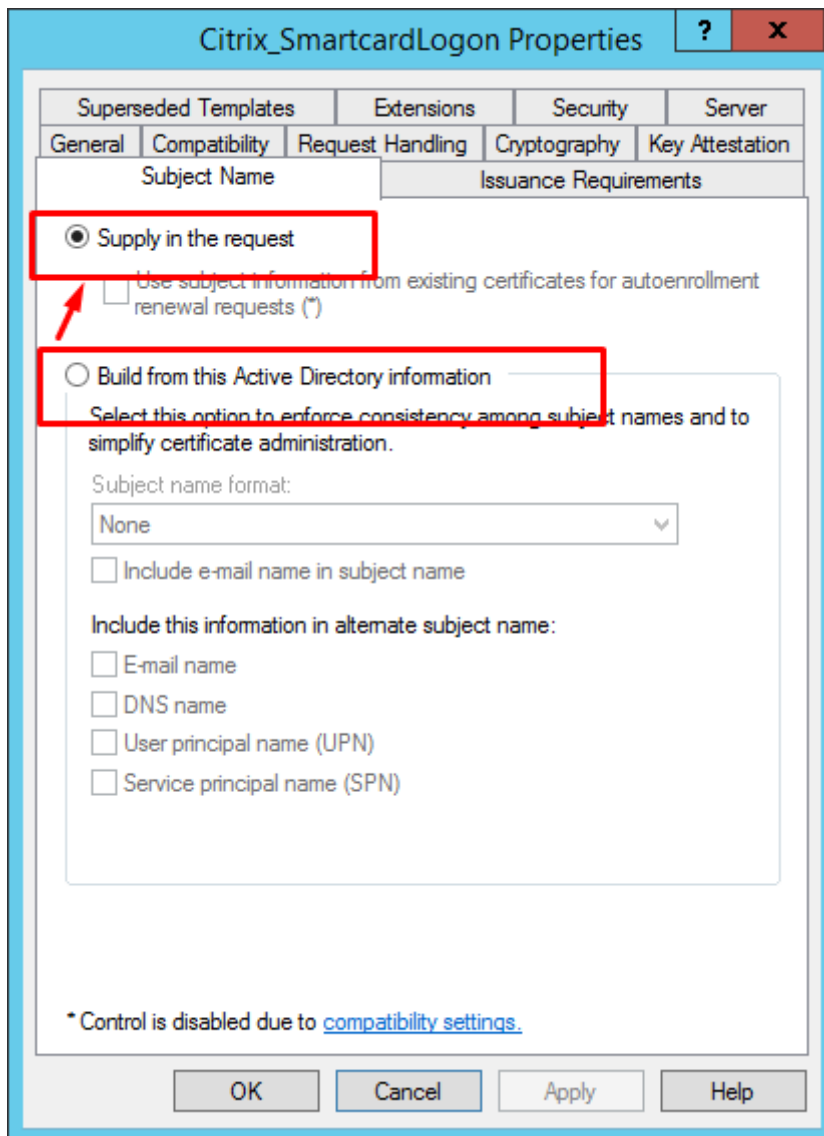 Citrix_SmartcardLogon Properties
?
x
Superseded Templates Extensions Security Server
General Compatibility Request Handling Cryptography Key Attestation
Subject Name Issuance Requirements
Supply in the request
Use subject information from existing certificates for autoenrollment
renewal requests (*)
Build from this Active Directory information
Select this option to enforce consistency among subject names and to
simplify certificate administration.
Subject name format:
None
Include e-mail name in subject name
Include this information in alternate subject name:
E-mail name
DNS name
User principal name (UPN)
Service principal name (SPN)
* Control is disabled due to compatibility settings.
OK Cancel Apply Help